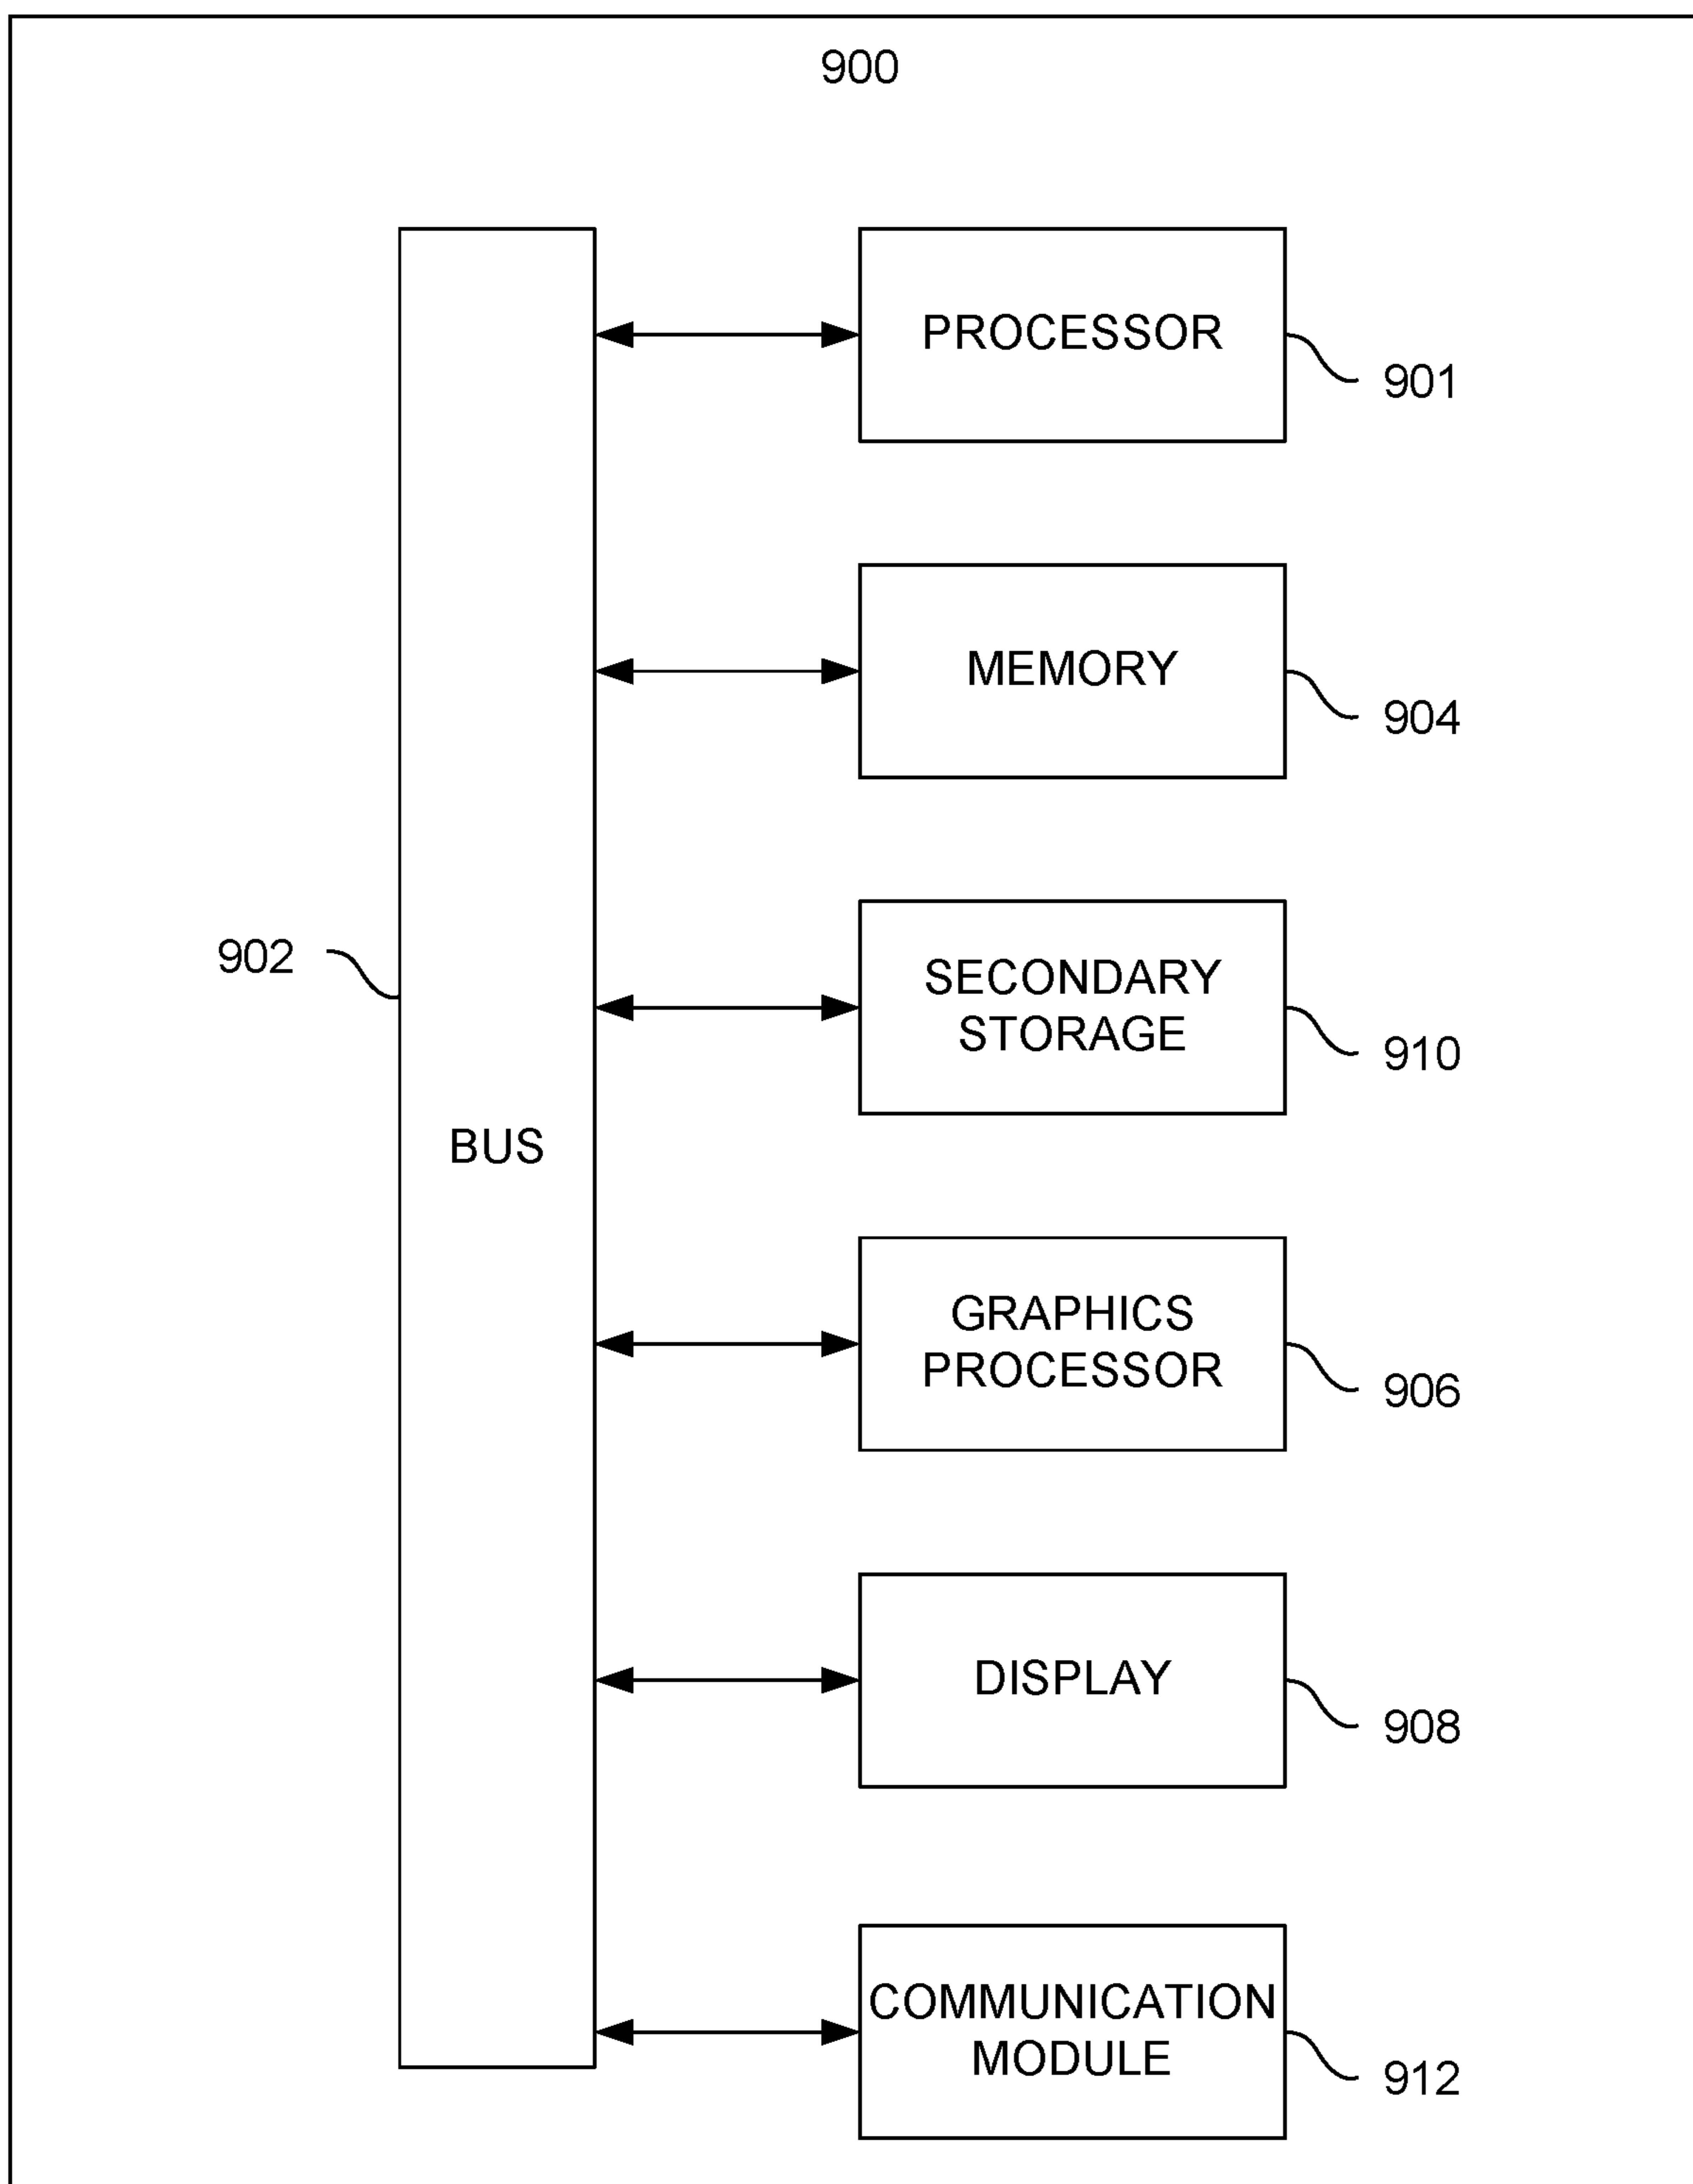 900
PROCESSOR
901
MEMORY
904
902
SECONDARY
STORAGE
910
BUS
GRAPHICS
PROCESSOR
906
DISPLAY
908
COMMUNICATION
MODULE
912